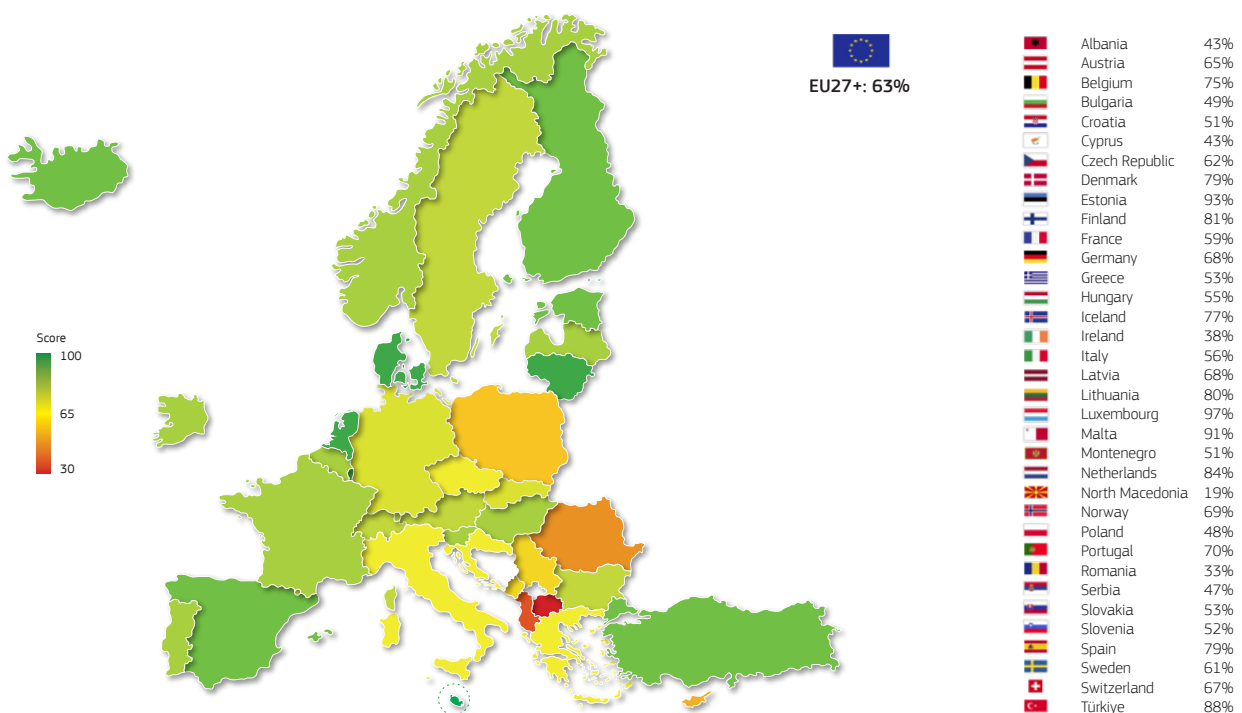 EU27+: 63%
Score
100
65
30
Albania 43%
Austria 65%
Belgium 75%
Bulgaria 49%
Croatia 51%
Cyprus 43%
Czech Republic 62%
Denmark 79%
Estonia 93%
Finland 81%
France 59%
Germany 68%
Greece 53%
Hungary 55%
Iceland 77%
Ireland 38%
Italy 56%
Latvia 68%
Lithuania 80%
Luxembourg 97%
Malta 91%
Montenegro 51%
Netherlands 84%
North Macedonia 19%
Norway 69%
Poland 48%
Portugal 70%
Romania 33%
Serbia 47%
Slovakia 53%
Slovenia 52%
Spain 79%
Sweden 61%
Switzerland 67%
Türkiye 88%